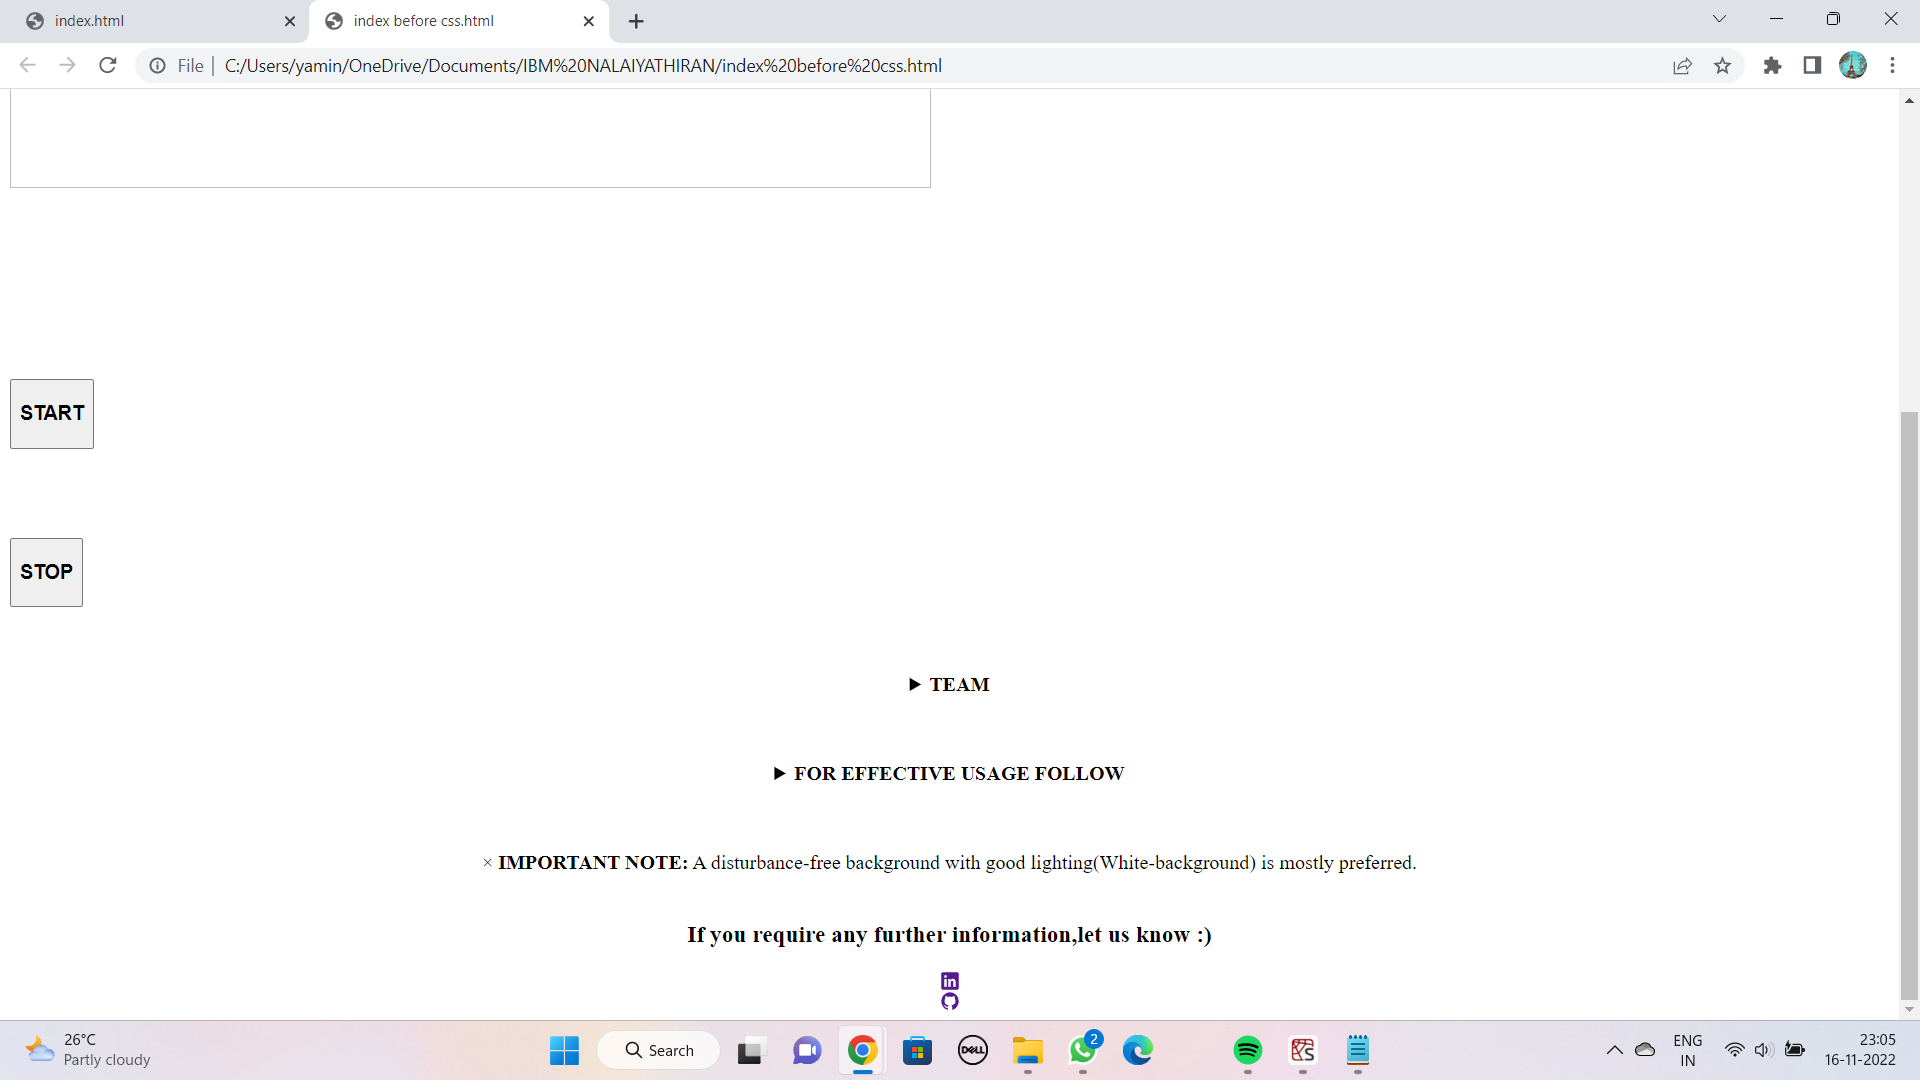 index.html
index before css.html
File | C:/Users/yamin/OneDrive/Documents/IBM%20NALAIYATHIRAN/index%20before%20css.html
START
STOP
▶ TEAM
▶ FOR EFFECTIVE USAGE FOLLOW
× IMPORTANT NOTE: A disturbance-free background with good lighting(White-background) is mostly preferred.
If you require any further information,let us know :)
in
26°C
Partly cloudy
Search
DELL
2
ENG
IN
23:05
16-11-2022